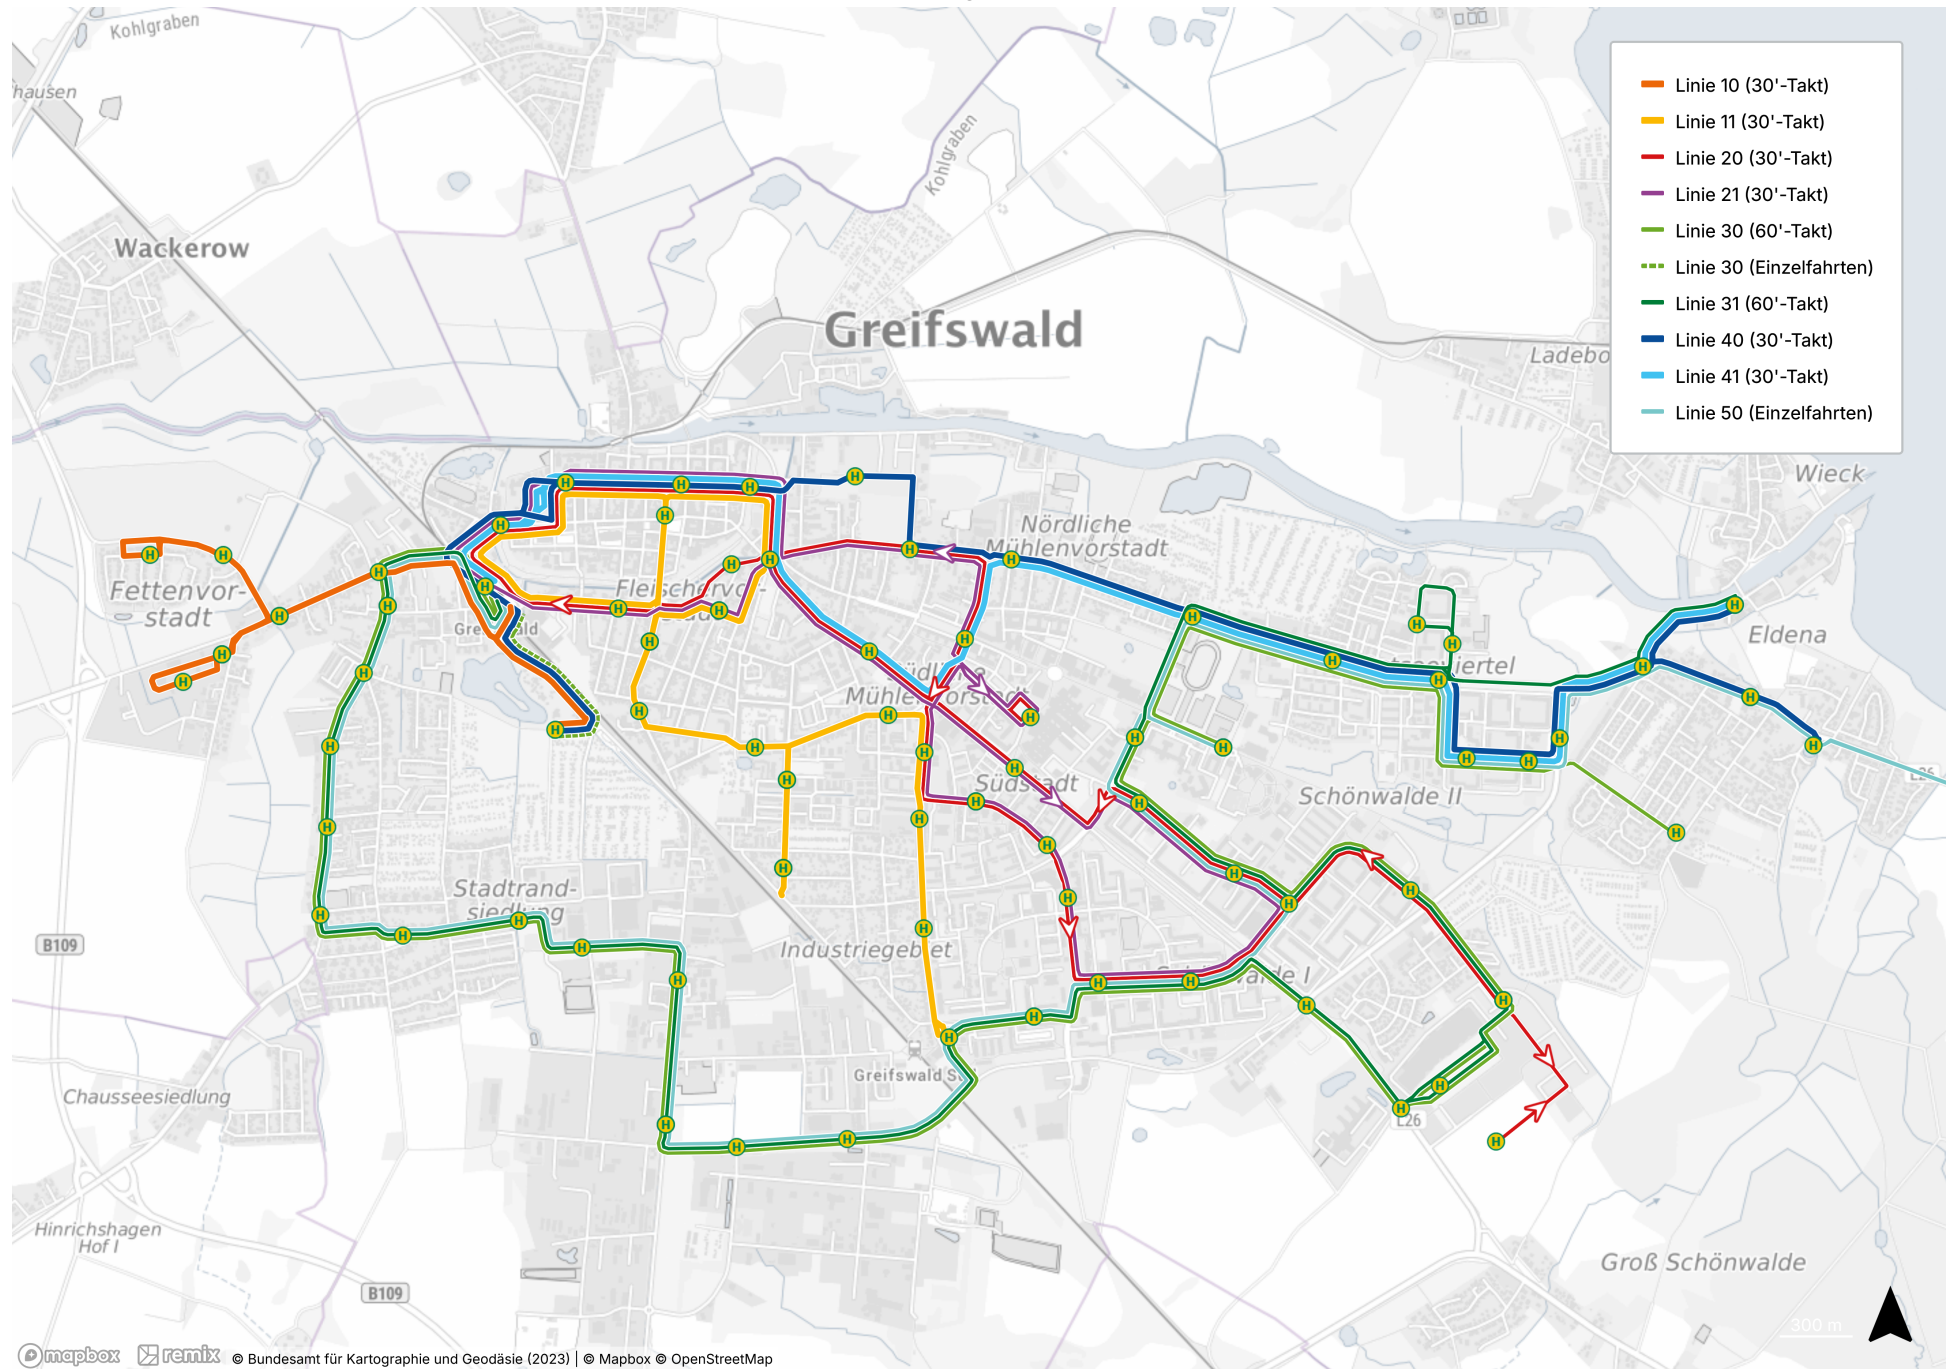 Kohlgraben
hausen
Kohlgraben
Wackerow
Greifswald
Ladebo
Wieck
Linie 10 (30'-Takt)
Linie 11 (30'-Takt)
Linie 20 (30'-Takt)
Linie 21 (30'-Takt)
Linie 30 (60'-Takt)
Linie 30 (Einzelfahrten)
Linie 31 (60'-Takt)
Linie 40 (30'-Takt)
Linie 41 (30'-Takt)
Linie 50 (Einzelfahrten)
Nördliche
Mühlenvorstadt
Fettenvor-
stadt
Fleischervor-
Eldena
Mühlenvorstadt
Südstadt
Schönwalde II
L26
Stadtrand-
siedlung
B109
Industriegebiet
Greifswald S
Chausseesiedlung
L26
Hinrichshagen
Hof I
B109
Groß Schönwalde
300 m
mapbox
remix
© Bundesamt für Kartographie und Geodäsie (2023) | © Mapbox © OpenStreetMap